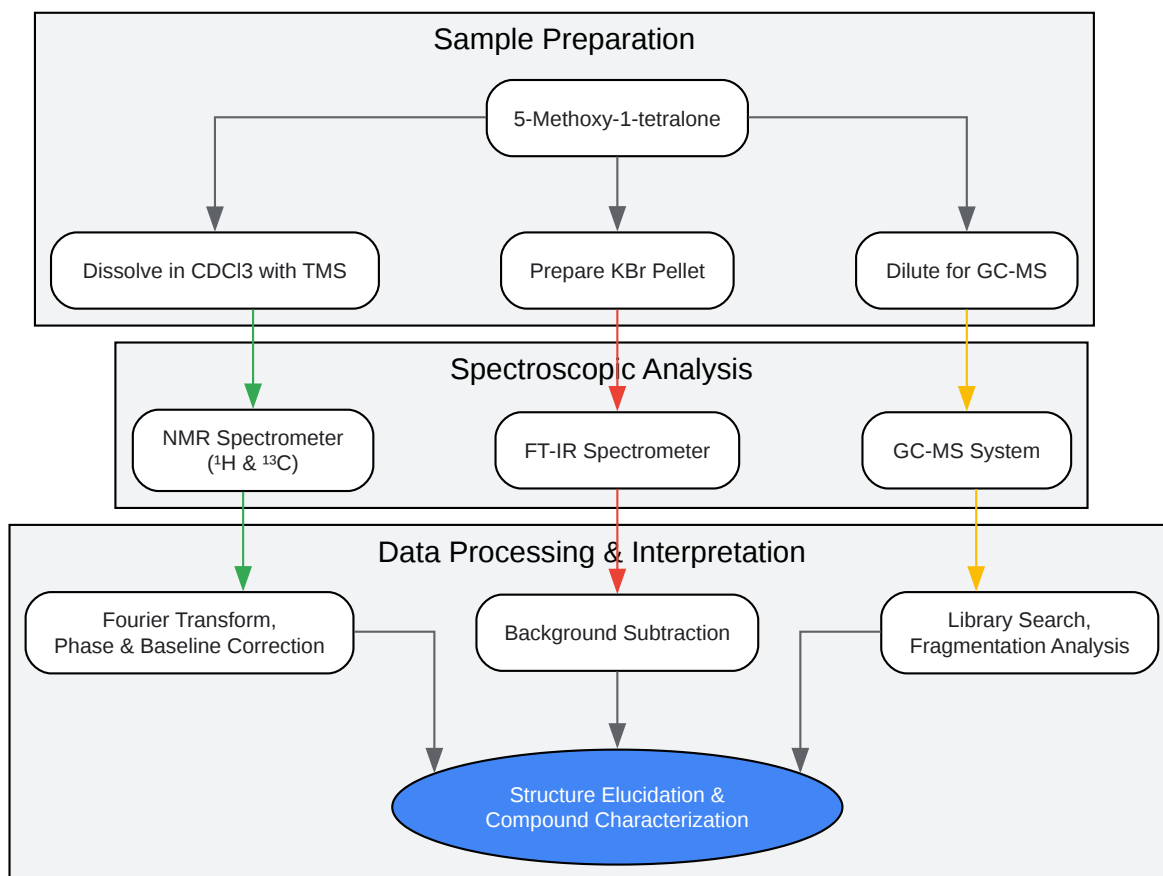 Sample Preparation
5-Methoxy-1-tetralone
Dissolve in CDCl3 with TMS
Prepare KBr Pellet
Dilute for GC-MS
Spectroscopic Analysis
NMR Spectrometer
(¹H & ¹³C)
FT-IR Spectrometer
GC-MS System
Data Processing & Interpretation
Fourier Transform,
Phase & Baseline Correction
Background Subtraction
Library Search,
Fragmentation Analysis
Structure Elucidation &
Compound Characterization